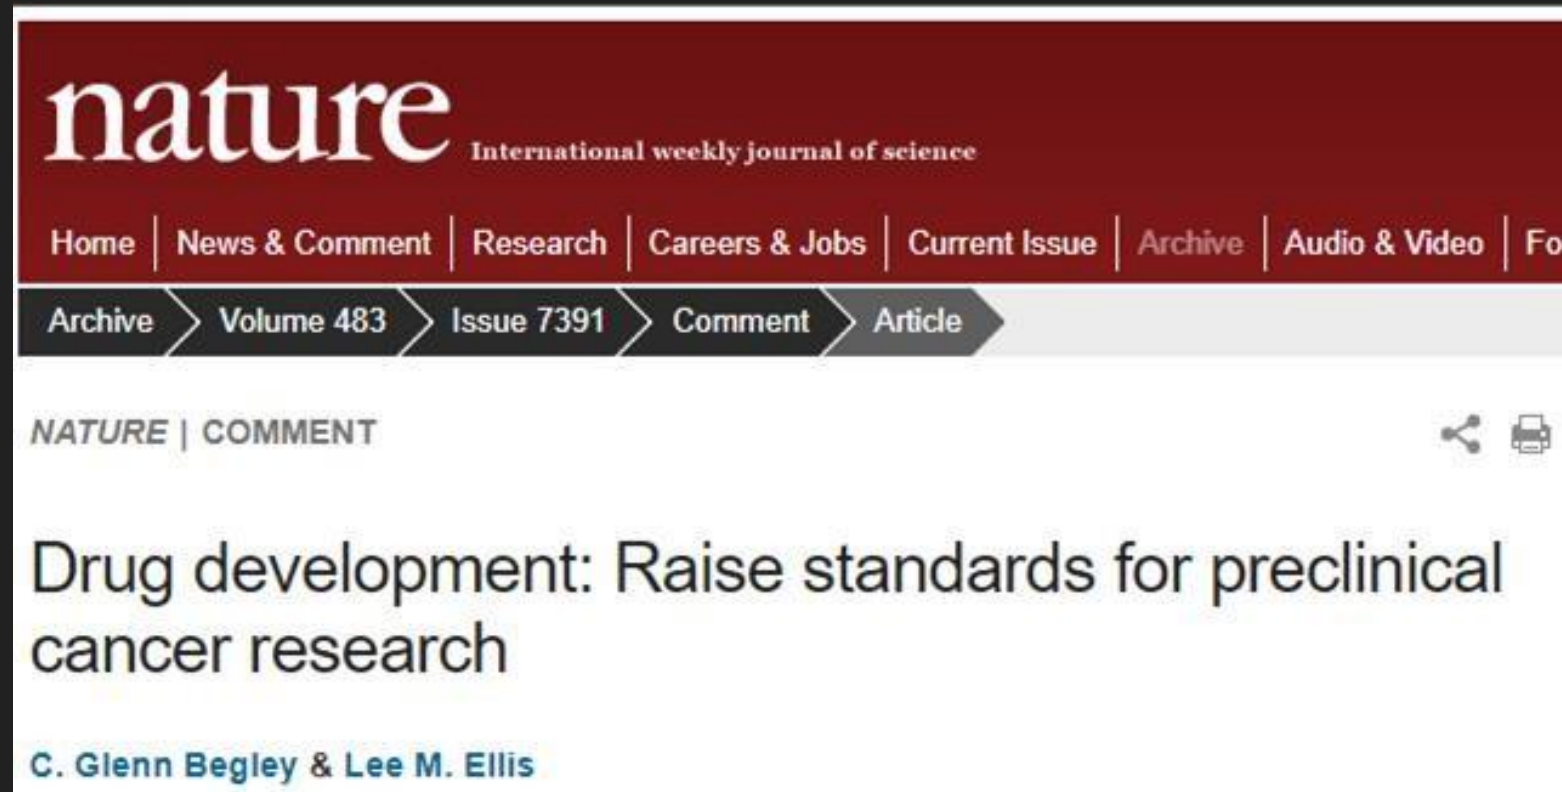 nature International weekly journal of science
Home | News & Comment | Research | Careers & Jobs | Current Issue | Archive | Audio & Video | Fo
Archive Volume 483 Issue 7391 Comment Article
NATURE | COMMENT
Drug development: Raise standards for preclinical
cancer research
C. Glenn Begley & Lee M. Ellis